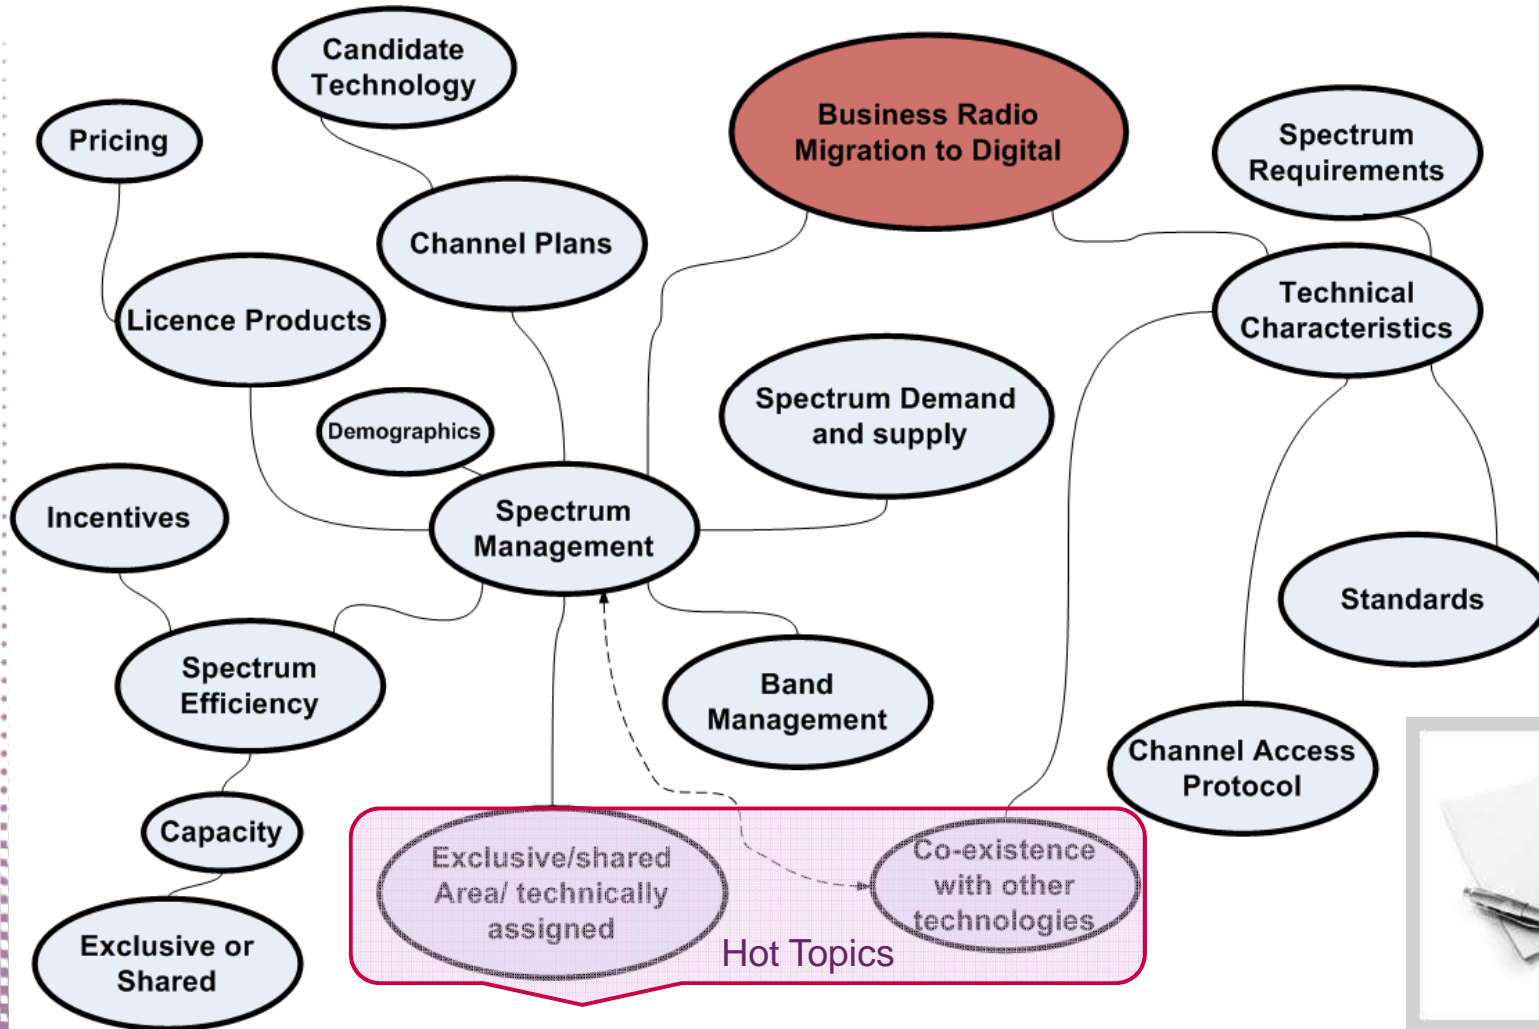 Candidate
Technology
Business Radio
Migration to Digital
Spectrum
Requirements
Pricing
Channel Plans
Licence Products
Technical
Characteristics
Spectrum Demand
and supply
Demographics
Incentives
Spectrum
Management
Standards
Spectrum
Efficiency
Band
Management
Channel Access
Protocol
Capacity
Exclusive/shared
Area/ technically
assigned
Co-existence
with other
technologies
Hot Topics
Exclusive or
Shared